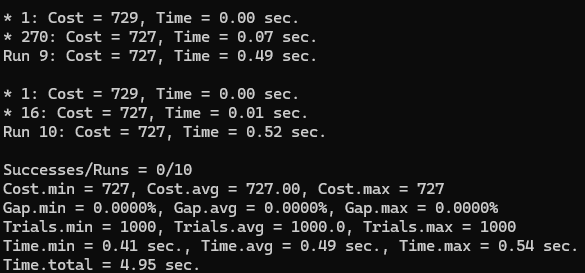 * 1: Cost = 729, Time = 0.00 sec.
* 270: Cost = 727, Time = 0.07 sec.
Run 9: Cost = 727, Time = 0.49 sec.
* 1: Cost = 729, Time = 0.00 sec.
* 16: Cost = 727, Time = 0.01 sec.
Run 10: Cost = 727, Time = 0.52 sec.
Successes/Runs = 0/10
Cost.min = 727, Cost.avg = 727.00, Cost.max = 727
Gap.min = 0.0000%, Gap.avg = 0.0000%, Gap.max = 0.0000%
Trials.min = 1000, Trials.avg = 1000.0, Trials.max = 1000
Time.min = 0.41 sec., Time.avg = 0.49 sec., Time.max = 0.54 sec.
Time.total = 4.95 sec.